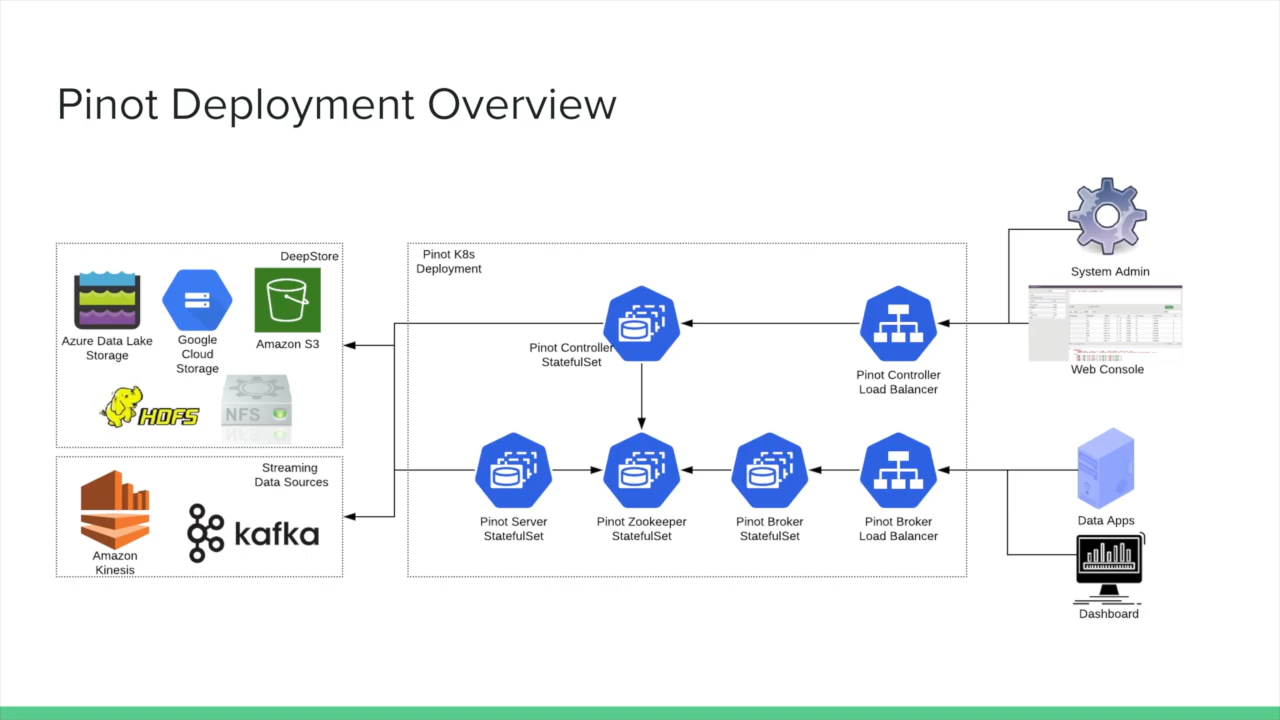 Pinot Deployment Overview
DeepStore
Azure Data Lake
Storage
Google
Cloud
Storage
Amazon S3
HDFS
NFS
Streaming
Data Sources
Amazon
Kinesis
kafka
Pinot K8s
Deployment
Pinot Controller
StatefulSet
Pinot Controller
Load Balancer
Pinot Server
StatefulSet
Pinot Zookeeper
StatefulSet
Pinot Broker
StatefulSet
Pinot Broker
Load Balancer
System Admin
Web Console
Data Apps
Dashboard